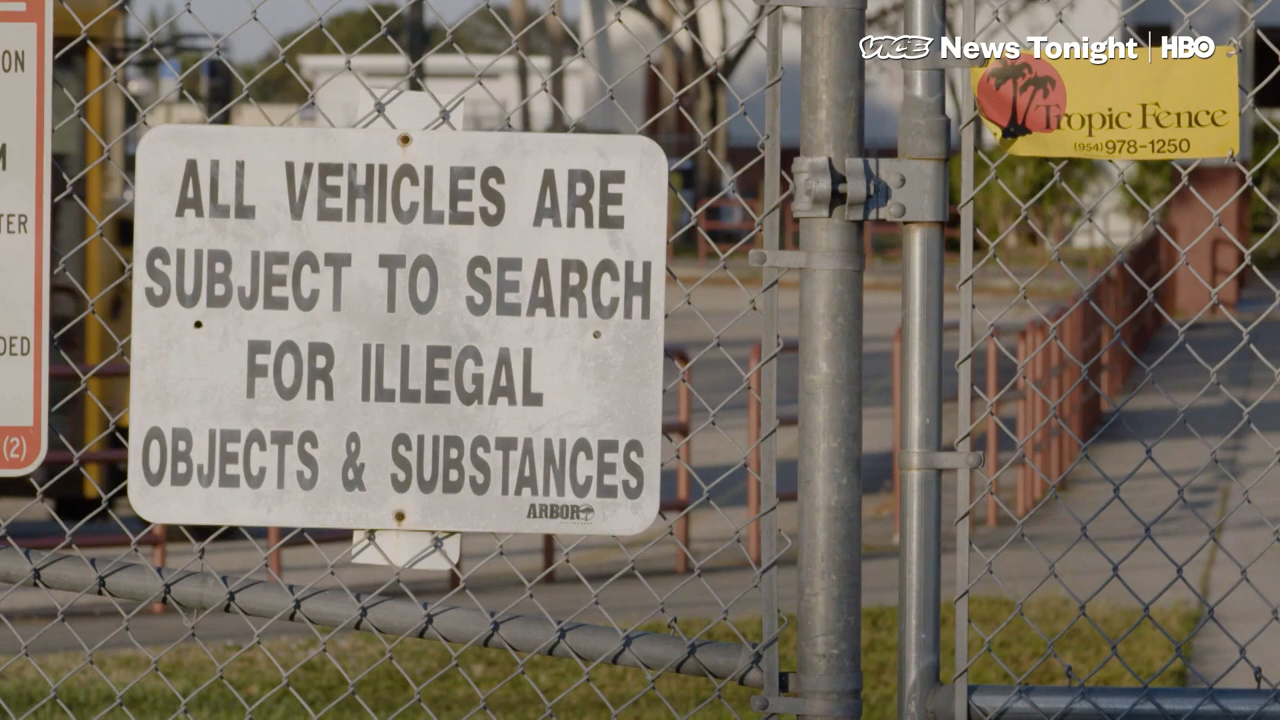 VICE News Tonight | HBO
Tropic Fence
(954) 978-1250
ON
M
TER
DED
(2)
ALL VEHICLES ARE
SUBJECT TO SEARCH
FOR ILLEGAL
OBJECTS & SUBSTANCES
ARBOR